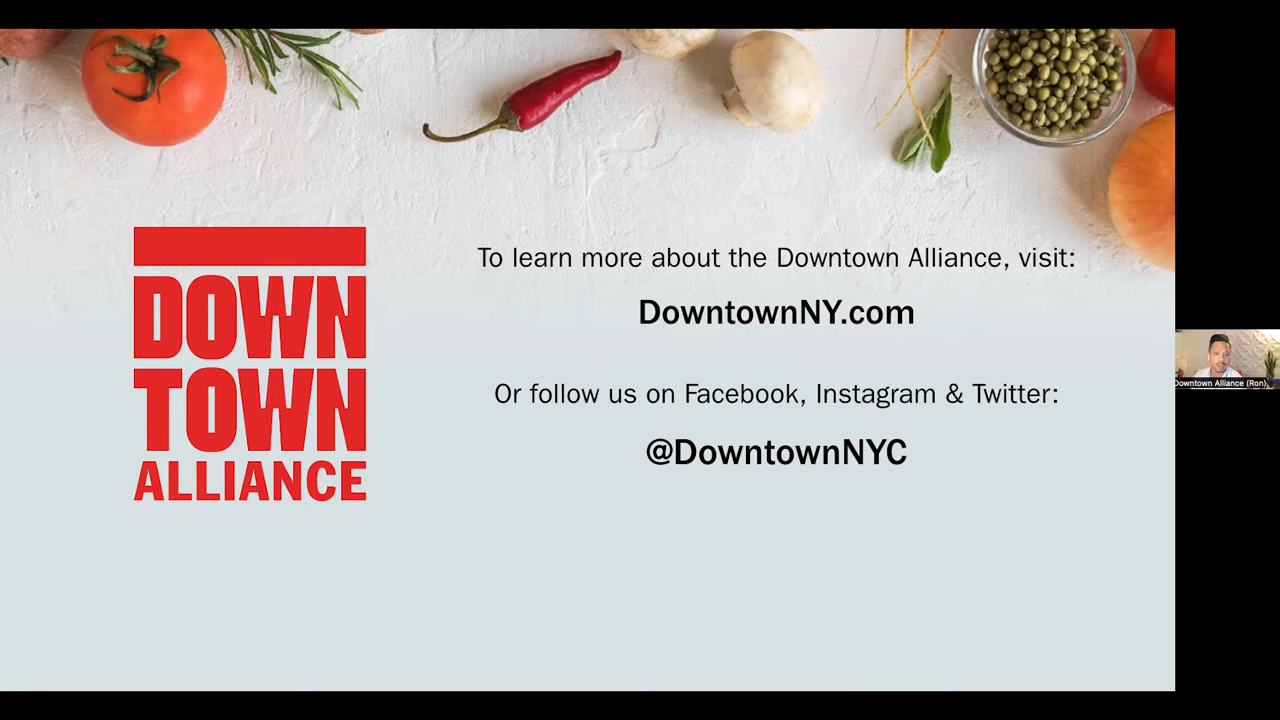 DOWN
TOWN
ALLIANCE
To learn more about the Downtown Alliance, visit:
DowntownNY.com
Or follow us on Facebook, Instagram & Twitter:
@DowntownNYC
Downtown Alliance (Ron)